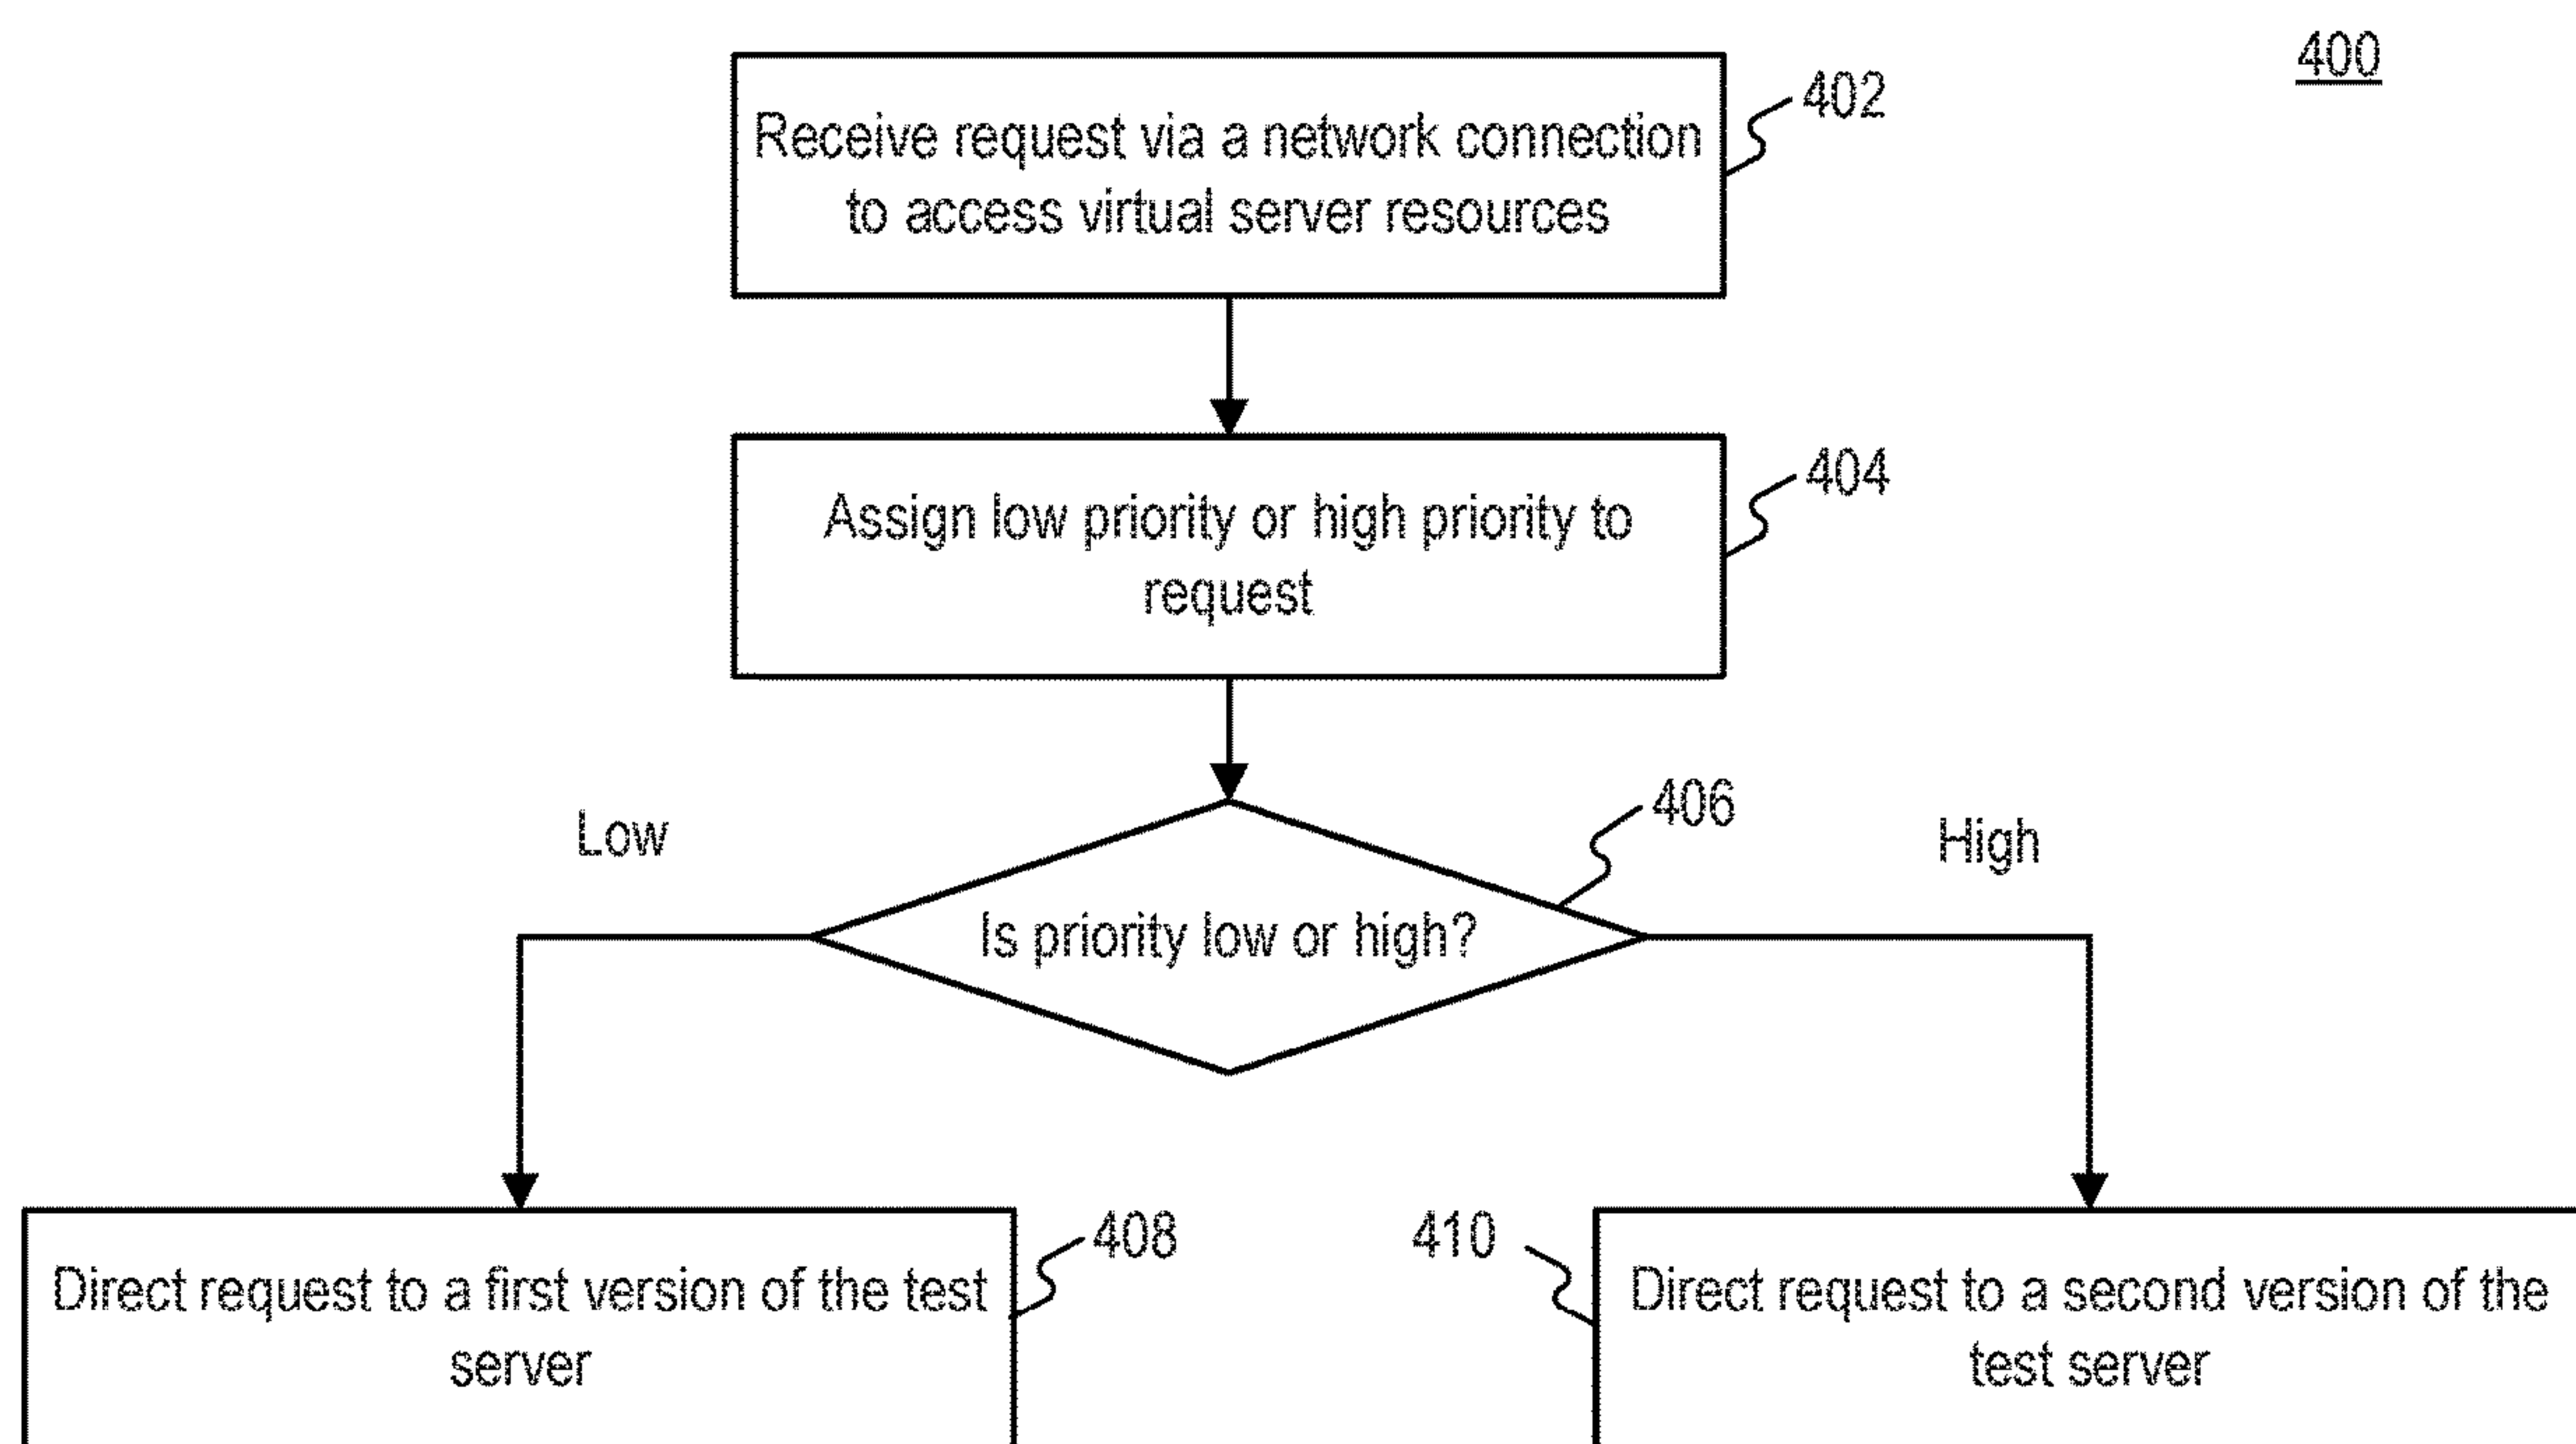 400
402
Receive request via a network connection
to access virtual server resources
404
Assign low priority or high priority to
request
406
Low
High
Is priority low or high?
408
410
Direct request to a first version of the test
server
Direct request to a second version of the
test server